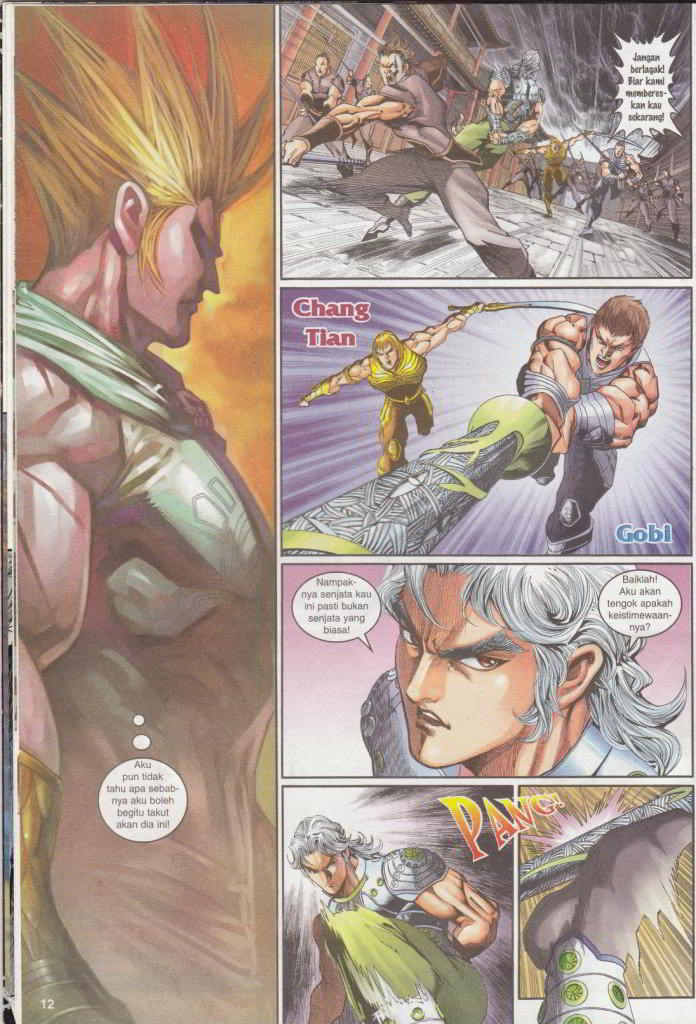 Aku
pun tidak
tahu apa sebab-
nya aku boleh
begitu takut
akan dia ini!
Jangan
berlagak!
Biar kami
memberes-
kan kau
sekarang!
Chang
Tian
Gobi
Nampak-
nya senjata kau
ini pasti bukan
senjata yang
biasa!
Baiklah!
Aku akan
tengok apakah
keistimewaan-
nya?
PANG!
12